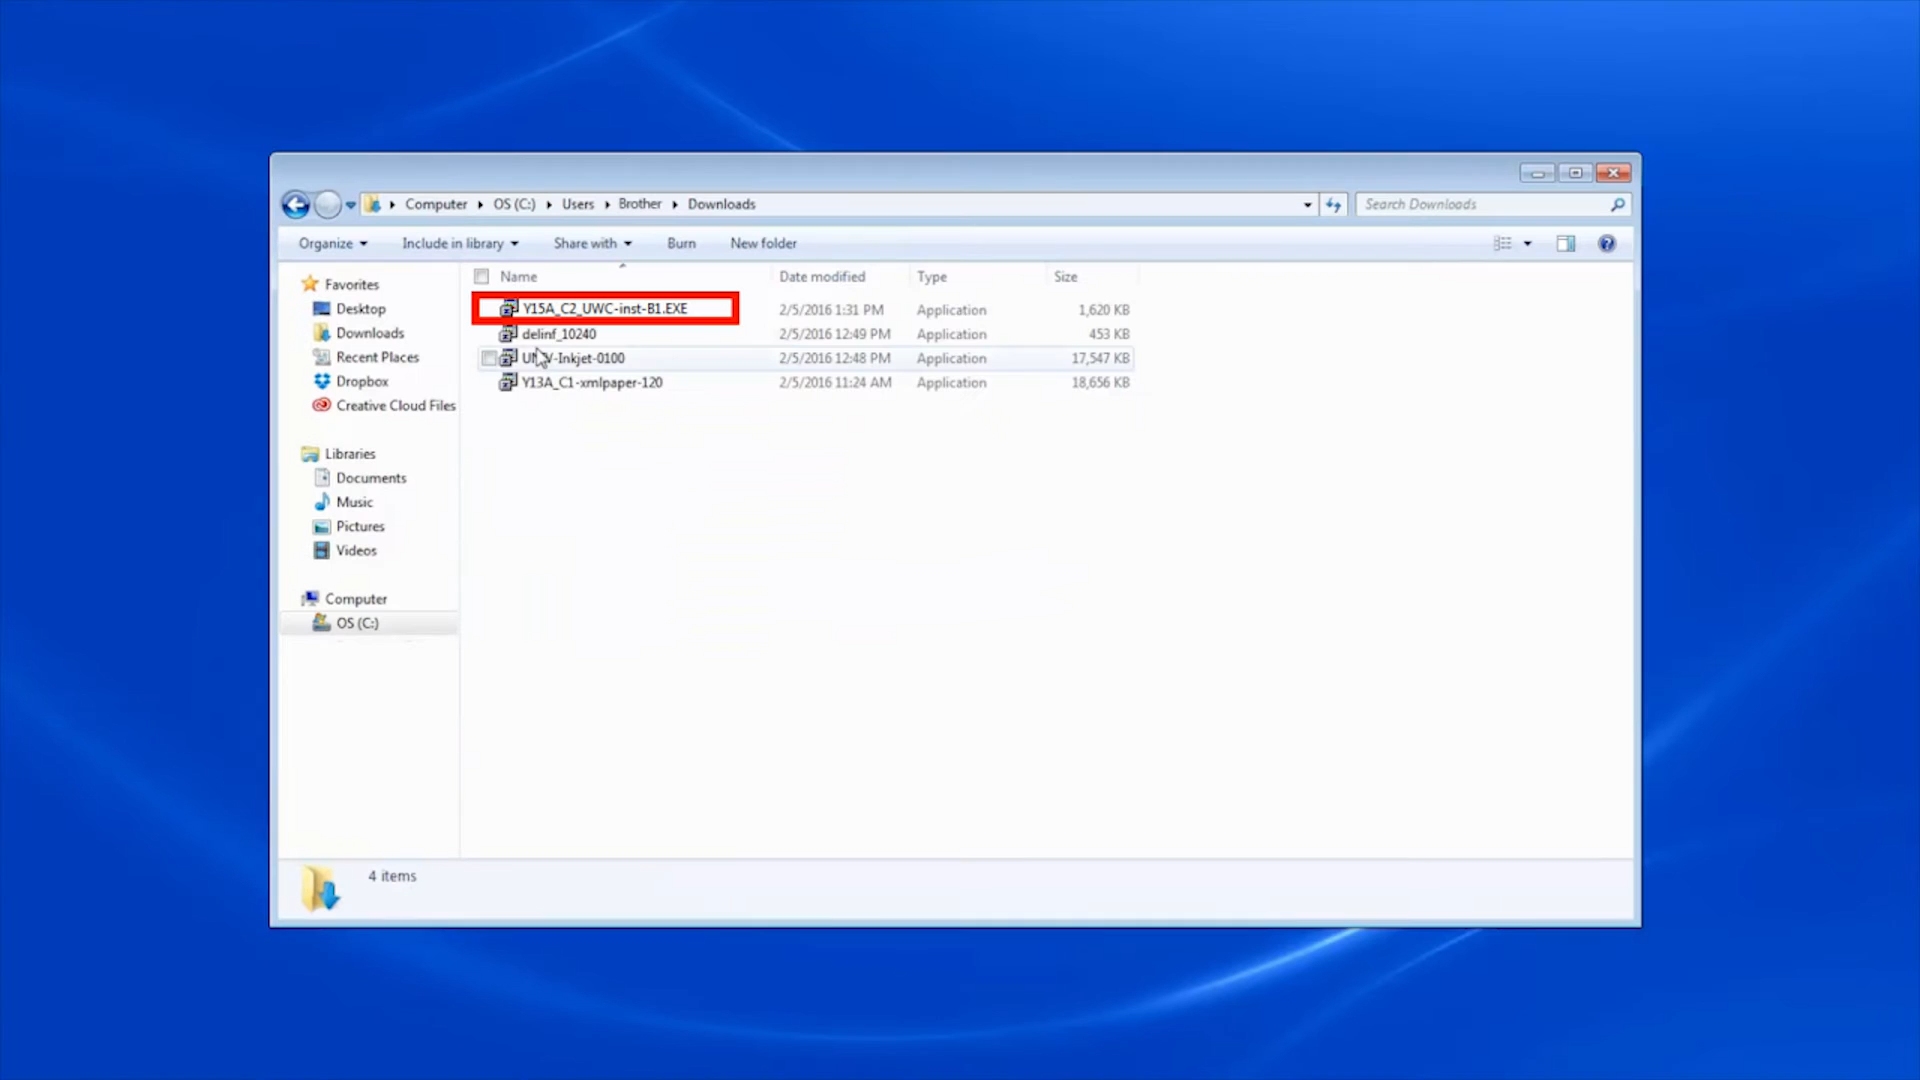 Computer OS (C:) Users Brother Downloads
Search Downloads
Organize Include in library Share with Burn New folder
Name Date modified Type Size
Y15A_C2_UWC-inst-B1.EXE 2/5/2016 1:31 PM Application 1,620 KB
delinf_10240 2/5/2016 12:49 PM Application 453 KB
-Inkjet-0100 2/5/2016 12:48 PM Application 17,547 KB
Y13A_C1-xmlpaper-120 2/5/2016 11:24 AM Application 18,656 KB
Favorites
Desktop
Downloads
Recent Places
Dropbox
Creative Cloud Files
Libraries
Documents
Music
Pictures
Videos
Computer
OS (C:)
4 items